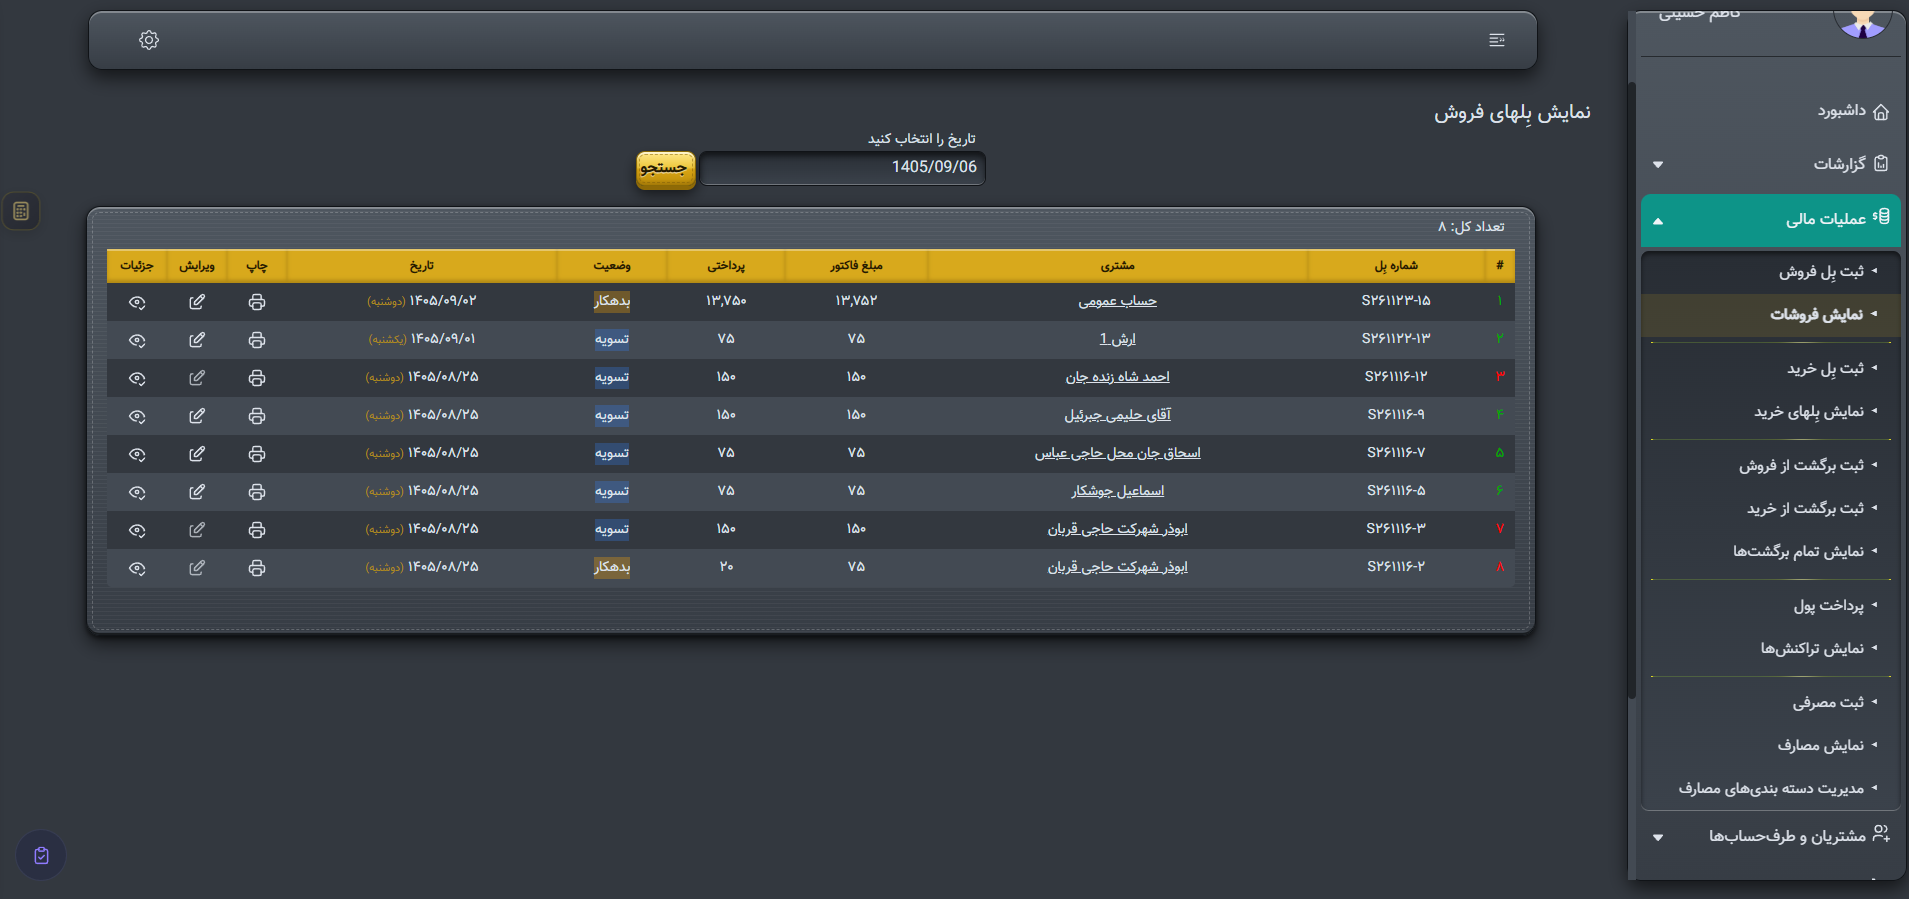 کاظم حسینی
داشبورد
گزارشات
عملیات مالی
ثبت بِل فروش
نمایش فروشات
ثبت بِل خرید
نمایش بِلهای خرید
ثبت برگشت از فروش
ثبت برگشت از خرید
نمایش تمام برگشت‌ها
پرداخت پول
نمایش تراکنش‌ها
ثبت مصرفی
نمایش مصارف
مدیریت دسته بندی‌های مصارف
مشتریان و طرف‌حساب‌ها
نمایش بِلهای فروش
تاریخ را انتخاب کنید
1405/09/06 جستجو
تعداد کل: ۸
# شماره بِل مشتری مبلغ فاکتور پرداختی وضعیت تاریخ چاپ ویرایش جزئیات
۱ S۲۶۱۱۲۳-۱۵ حساب عمومی ۱۳,۷۵۲ ۱۳,۷۵۰ بدهکار ۱۴۰۵/۰۹/۰۲ (دوشنبه)
۲ S۲۶۱۱۲۲-۱۳ ارش 1 ۷۵ ۷۵ تسویه ۱۴۰۵/۰۹/۰۱ (یکشنبه)
۳ S۲۶۱۱۱۶-۱۲ احمد شاه زنده جان ۱۵۰ ۱۵۰ تسویه ۱۴۰۵/۰۸/۲۵ (دوشنبه)
۴ S۲۶۱۱۱۶-۹ آقای حلیمی جبرئیل ۱۵۰ ۱۵۰ تسویه ۱۴۰۵/۰۸/۲۵ (دوشنبه)
۵ S۲۶۱۱۱۶-۷ اسحاق جان محل حاجی عباس ۷۵ ۷۵ تسویه ۱۴۰۵/۰۸/۲۵ (دوشنبه)
۶ S۲۶۱۱۱۶-۵ اسماعیل جوشکار ۷۵ ۷۵ تسویه ۱۴۰۵/۰۸/۲۵ (دوشنبه)
۷ S۲۶۱۱۱۶-۳ ابوذر شهرکت حاجی قربان ۱۵۰ ۱۵۰ تسویه ۱۴۰۵/۰۸/۲۵ (دوشنبه)
۸ S۲۶۱۱۱۶-۲ ابوذر شهرکت حاجی قربان ۷۵ ۲۰ بدهکار ۱۴۰۵/۰۸/۲۵ (دوشنبه)